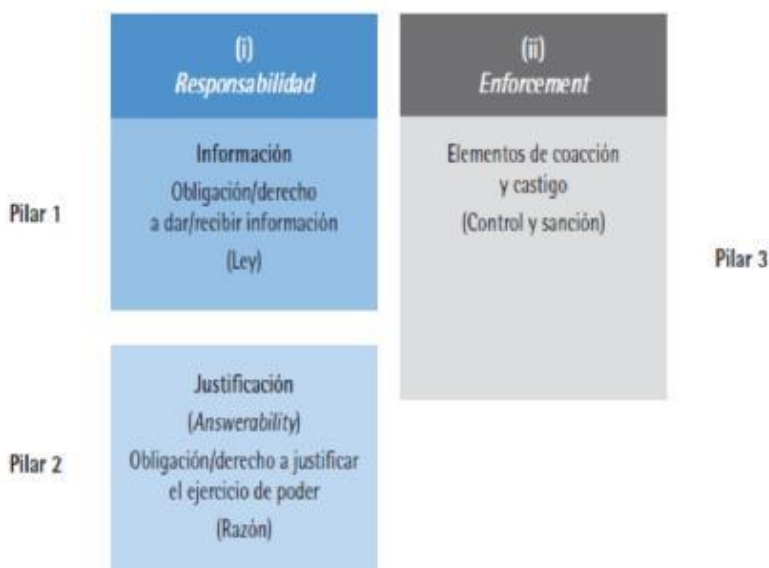 (i)
Responsabilidad
Pilar 1
Información
Obligación/derecho
a dar/recibir información
(Ley)
Pilar 2
Justificación
(Answerability)
Obligación/derecho a justificar
el ejercicio de poder
(Razón)
(ii)
Enforcement
Elementos de coacción
y castigo
(Control y sanción)
Pilar 3